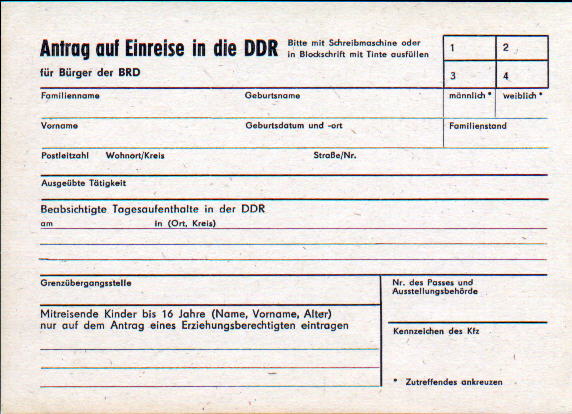 Antrag auf Einreise in die DDR
Bitte mit Schreibmaschine oder
in Blockschrift mit Tinte ausfüllen
für Bürger der BRD
1 2
3 4
Familienname Geburtsname männlich * weiblich *
Vorname Geburtsdatum und -ort Familienstand
Postleitzahl Wohnort/Kreis Straße/Nr.
Ausgeübte Tätigkeit
Beabsichtigte Tagesaufenthalte in der DDR
am in (Ort, Kreis)
Grenzübergangsstelle
Nr. des Passes und
Ausstellungsbehörde
Mitreisende Kinder bis 16 Jahre (Name, Vorname, Alter)
nur auf dem Antrag eines Erziehungsberechtigten eintragen
Kennzeichen des Kfz
* Zutreffendes ankreuzen